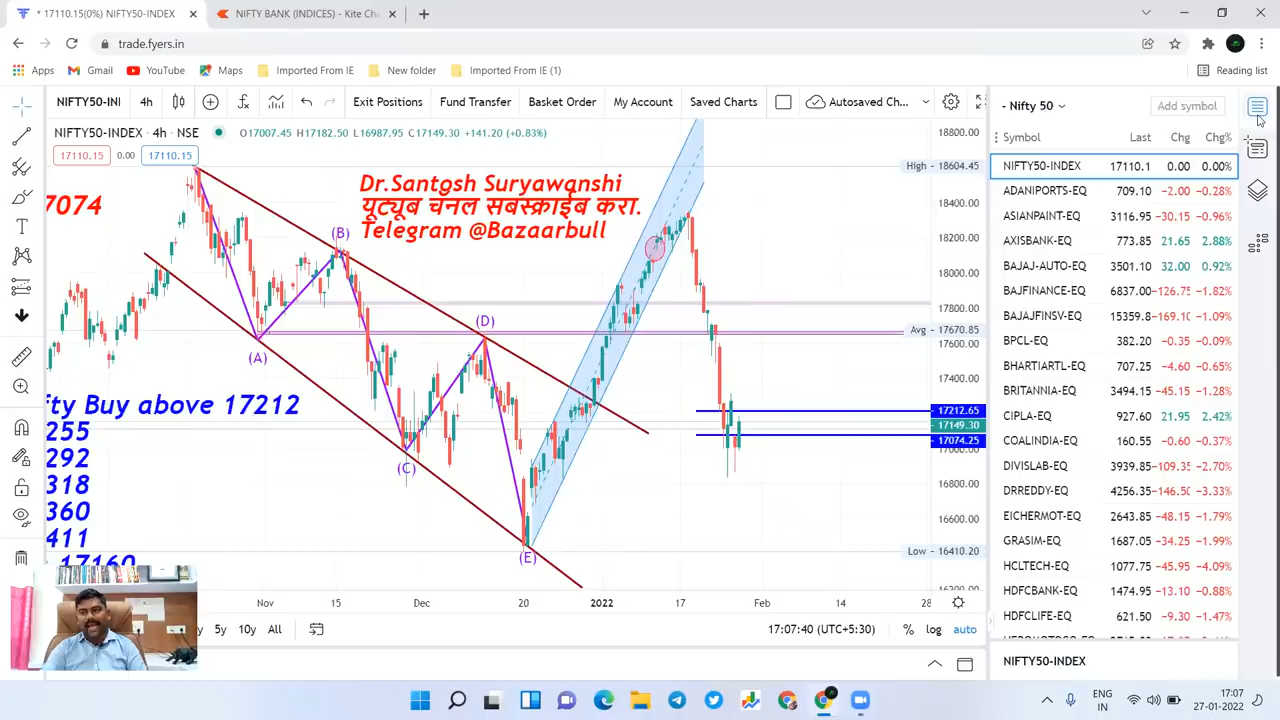 * 17110.15(0%) NIFTY50-INDEX
NIFTY BANK (INDICES) - Kite Ch
trade.fyers.in
Apps Gmail YouTube Maps Imported From IE New folder Imported From IE (1) Reading list
NIFTY50-INI 4h Exit Positions Fund Transfer Basket Order My Account Saved Charts Autosaved Ch...
NIFTY50-INDEX · 4h · NSE O17007.45 H17182.50 L16987.95 C17149.30 +141.20 (+0.83%)
17110.15 0.00 17110.15
7074
Dr.Santosh Suryawanshi
यूट्यूब चॅनल सबस्क्राईब करा.
Telegram @Bazaarbull
(B)
(D)
(A)
(C)
(E)
fty Buy above 17212
255
292
318
360
411
17160
18800.00
High - 18604.45
18400.00
18200.00
18000.00
17800.00
Avg - 17670.85
17600.00
17400.00
17212.65
17149.30
17074.25
17000.00
16800.00
16600.00
Low - 16410.20
Nov 15 Dec 20 2022 17 Feb 14 28
5y 10y All
17:07:40 (UTC+5:30) % log auto
- Nifty 50 Add symbol
Symbol Last Chg Chg%
NIFTY50-INDEX 17110.1 0.00 0.00%
ADANIPORTS-EQ 709.10 -2.00 -0.28%
ASIANPAINT-EQ 3116.95 -30.15 -0.96%
AXISBANK-EQ 773.85 21.65 2.88%
BAJAJ-AUTO-EQ 3501.10 32.00 0.92%
BAJFINANCE-EQ 6837.00 -126.75 -1.82%
BAJAJFINSV-EQ 15359.8 -169.10 -1.09%
BPCL-EQ 382.20 -0.35 -0.09%
BHARTIARTL-EQ 707.25 -4.60 -0.65%
BRITANNIA-EQ 3494.15 -45.15 -1.28%
CIPLA-EQ 927.60 21.95 2.42%
COALINDIA-EQ 160.55 -0.60 -0.37%
DIVISLAB-EQ 3939.85 -109.35 -2.70%
DRREDDY-EQ 4256.35 -146.50 -3.33%
EICHERMOT-EQ 2643.85 -48.15 -1.79%
GRASIM-EQ 1687.05 -34.25 -1.99%
HCLTECH-EQ 1077.75 -45.95 -4.09%
HDFCBANK-EQ 1474.95 -13.10 -0.88%
HDFCLIFE-EQ 621.50 -9.30 -1.47%
NIFTY50-INDEX
ENG
IN
17:07
27-01-2022